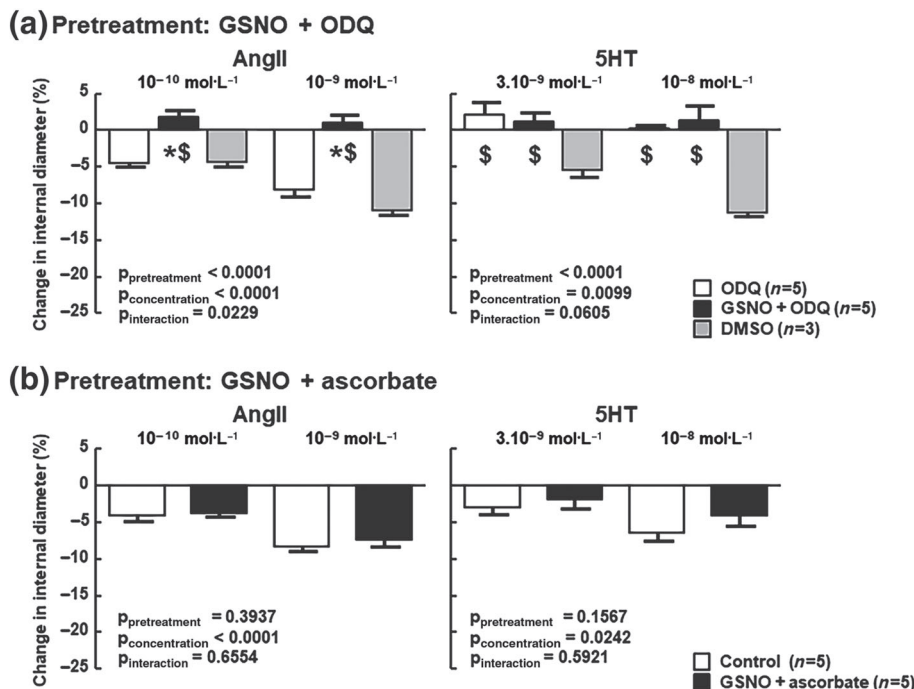 (a) Pretreatment: GSNO + ODQ
AngII 5HT
10⁻¹⁰ mol·L⁻¹ 10⁻⁹ mol·L⁻¹ 3.10⁻⁹ mol·L⁻¹ 10⁻⁸ mol·L⁻¹
Change in internal diameter (%)
5
0
*$ *$ $ $ $ $
−5
−10
−15
−20
−25
p_pretreatment < 0.0001
p_concentration < 0.0001
p_interaction = 0.0229
p_pretreatment < 0.0001
p_concentration = 0.0099
p_interaction = 0.0605
ODQ (n=5)
GSNO + ODQ (n=5)
DMSO (n=3)
(b) Pretreatment: GSNO + ascorbate
AngII 5HT
10⁻¹⁰ mol·L⁻¹ 10⁻⁹ mol·L⁻¹ 3.10⁻⁹ mol·L⁻¹ 10⁻⁸ mol·L⁻¹
Change in internal diameter (%)
5
0
−5
−10
−15
−20
−25
p_pretreatment = 0.3937
p_concentration < 0.0001
p_interaction = 0.6554
p_pretreatment = 0.1567
p_concentration = 0.0242
p_interaction = 0.5921
Control (n=5)
GSNO + ascorbate (n=5)